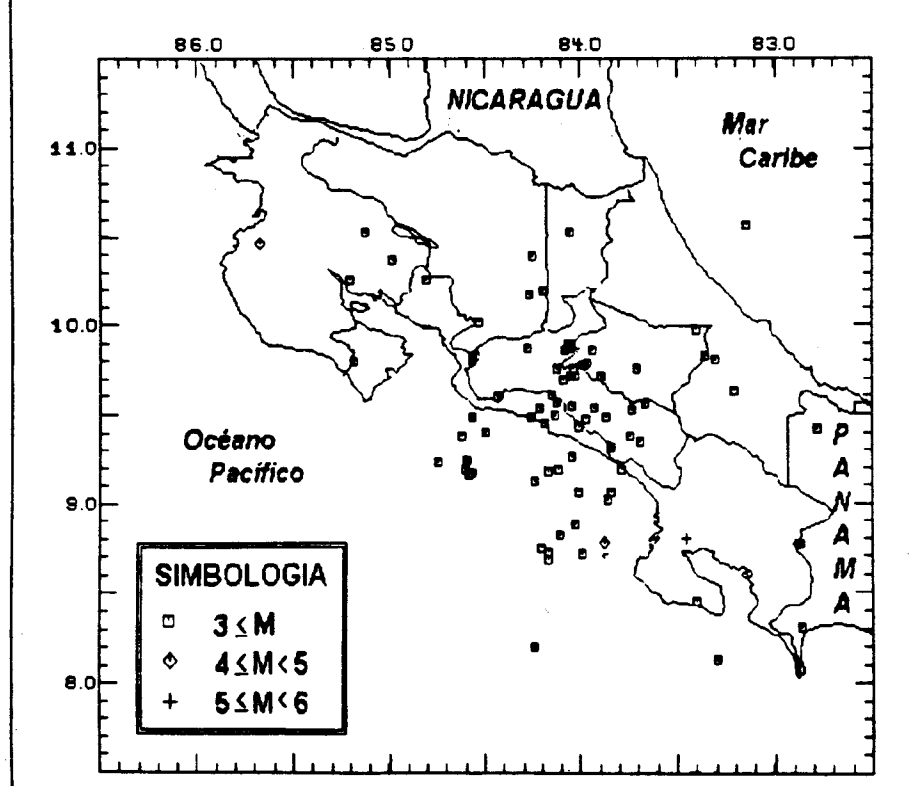 86.0 85.0 84.0 83.0
NICARAGUA
Mar
Caribe
11.0
10.0
Océano
Pacífico
PANAMA
9.0
SIMBOLOGIA
3 ≤ M
4 ≤ M < 5
5 ≤ M < 6
8.0